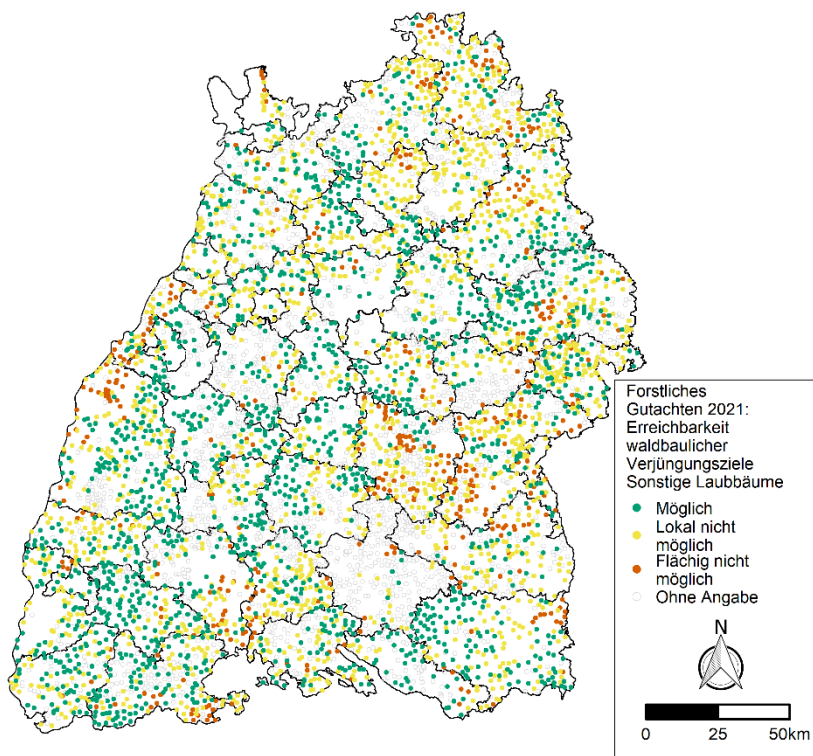 Forstliches
Gutachten 2021:
Erreichbarkeit
waldbaulicher
Verjüngungsziele
Sonstige Laubbäume
Möglich
Lokal nicht
möglich
Flächig nicht
möglich
Ohne Angabe
N
0 25 50km